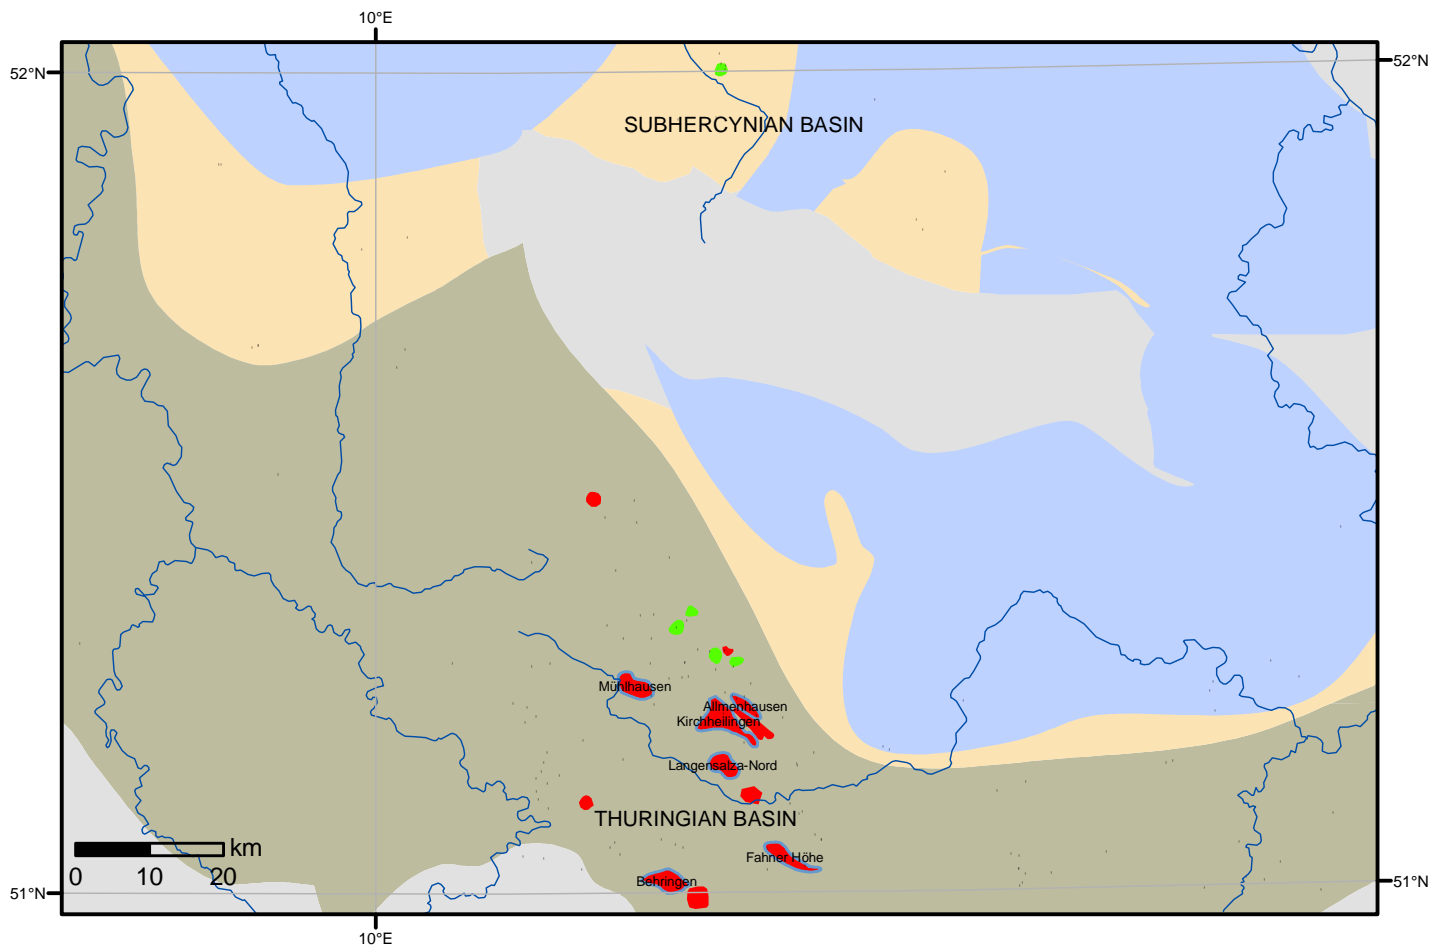 10°E
52°N
52°N
SUBHERCYNIAN BASIN
Mühlhausen
Allmenhausen
Kirchheilingen
Langensalza-Nord
THURINGIAN BASIN
km
0 10 20
Fahner Höhe
Behringen
51°N
51°N
10°E